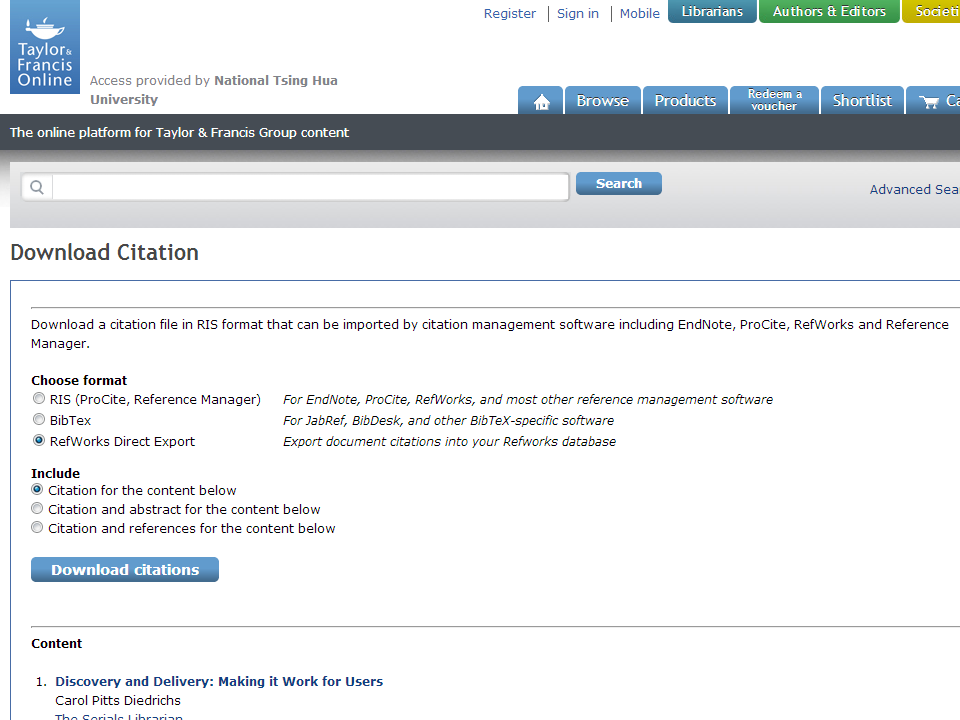 Register
Sign in
Mobile
Librarians
Authors & Editors
Societi
Taylor &
Francis
Online
Access provided by National Tsing Hua
University
Browse
Products
Redeem a
voucher
Shortlist
Ca
The online platform for Taylor & Francis Group content
Search
Advanced Sea
Download Citation
Download a citation file in RIS format that can be imported by citation management software including EndNote, ProCite, RefWorks and Reference
Manager.
Choose format
RIS (ProCite, Reference Manager) For EndNote, ProCite, RefWorks, and most other reference management software
BibTex For JabRef, BibDesk, and other BibTeX-specific software
RefWorks Direct Export Export document citations into your Refworks database
Include
Citation for the content below
Citation and abstract for the content below
Citation and references for the content below
Download citations
Content
1. Discovery and Delivery: Making it Work for Users
Carol Pitts Diedrichs
The Serials Librarian